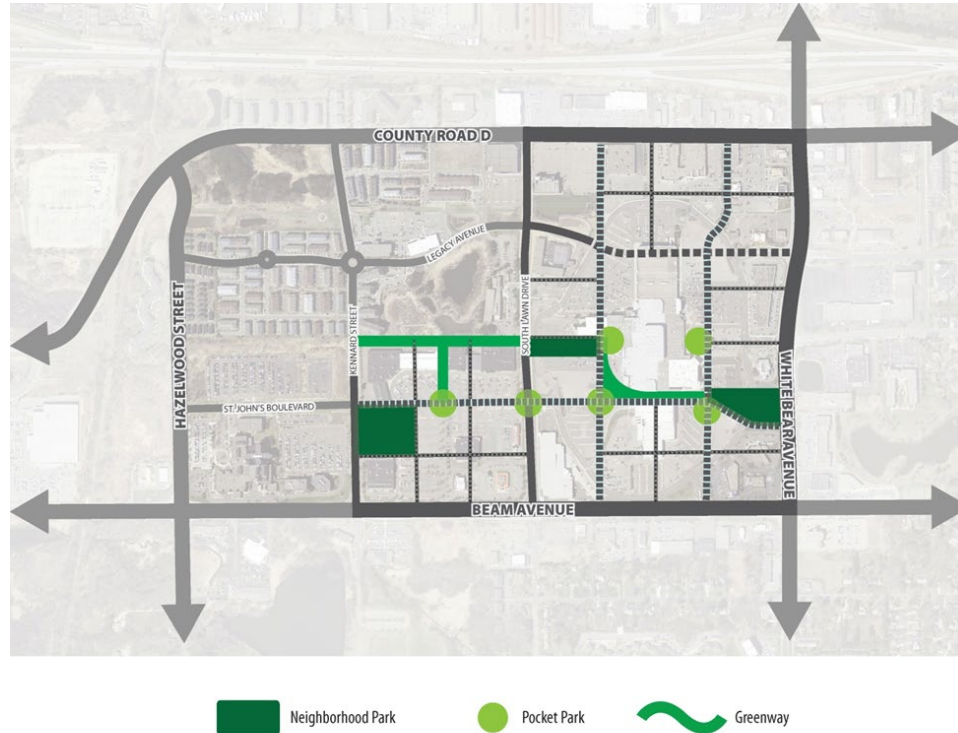 COUNTY ROAD D
LEGACY AVENUE
HAZELWOOD STREET
KENNARD STREET
SOUTH LAWN DRIVE
WHITE BEAR AVENUE
ST. JOHN'S BOULEVARD
BEAM AVENUE
Neighborhood Park
Pocket Park
Greenway